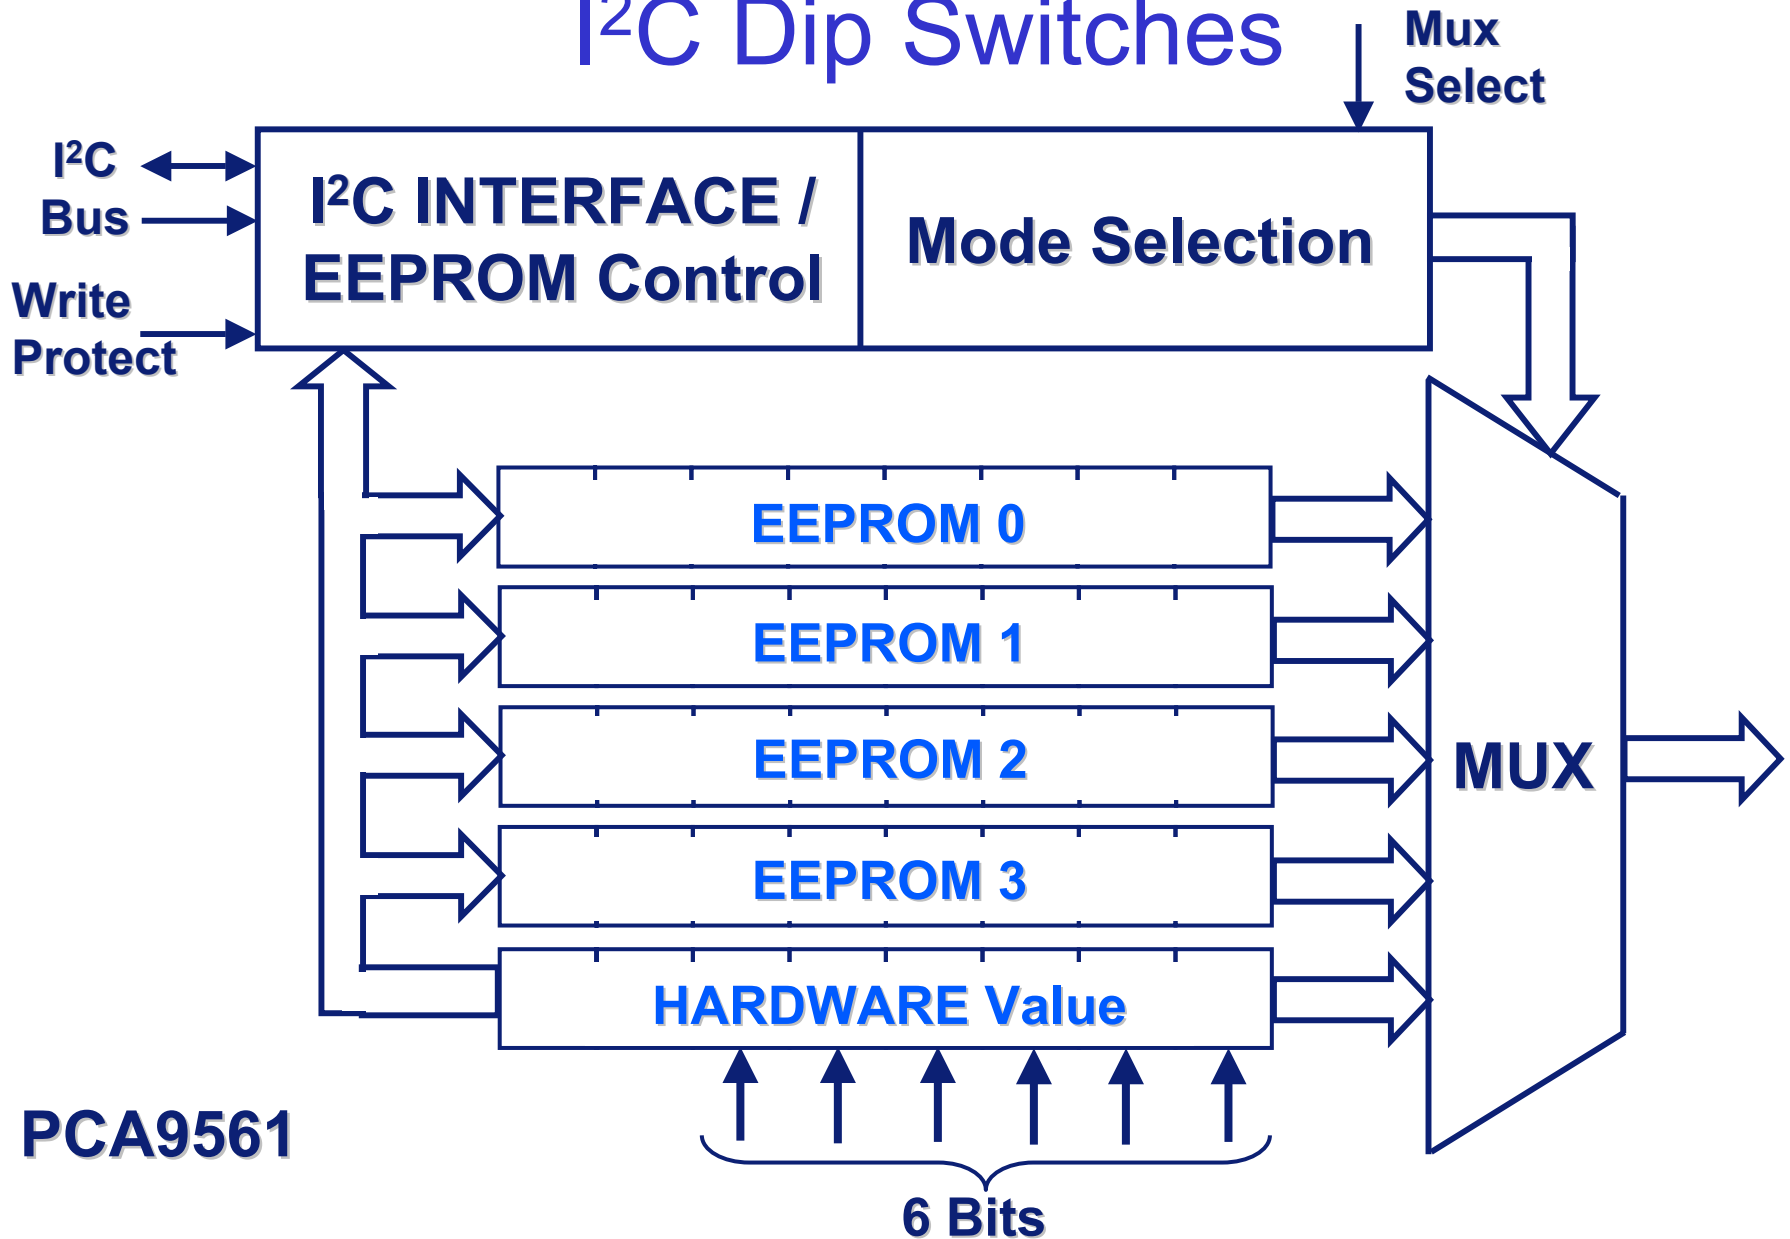 I²C Dip Switches
Mux
Select
I²C
Bus
Write
Protect
I²C INTERFACE /
EEPROM Control
Mode Selection
EEPROM 0
EEPROM 1
EEPROM 2
EEPROM 3
HARDWARE Value
MUX
PCA9561
6 Bits